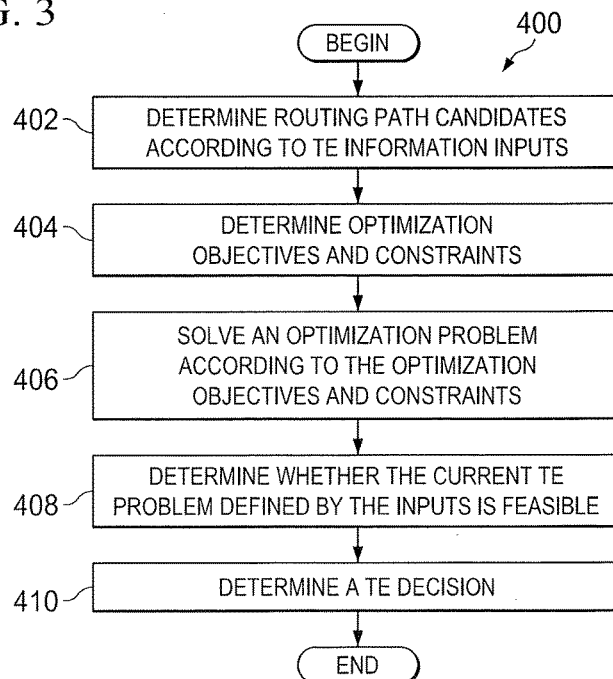 G. 3
400
BEGIN
402
DETERMINE ROUTING PATH CANDIDATES
ACCORDING TO TE INFORMATION INPUTS
404
DETERMINE OPTIMIZATION
OBJECTIVES AND CONSTRAINTS
406
SOLVE AN OPTIMIZATION PROBLEM
ACCORDING TO THE OPTIMIZATION
OBJECTIVES AND CONSTRAINTS
408
DETERMINE WHETHER THE CURRENT TE
PROBLEM DEFINED BY THE INPUTS IS FEASIBLE
410
DETERMINE A TE DECISION
END